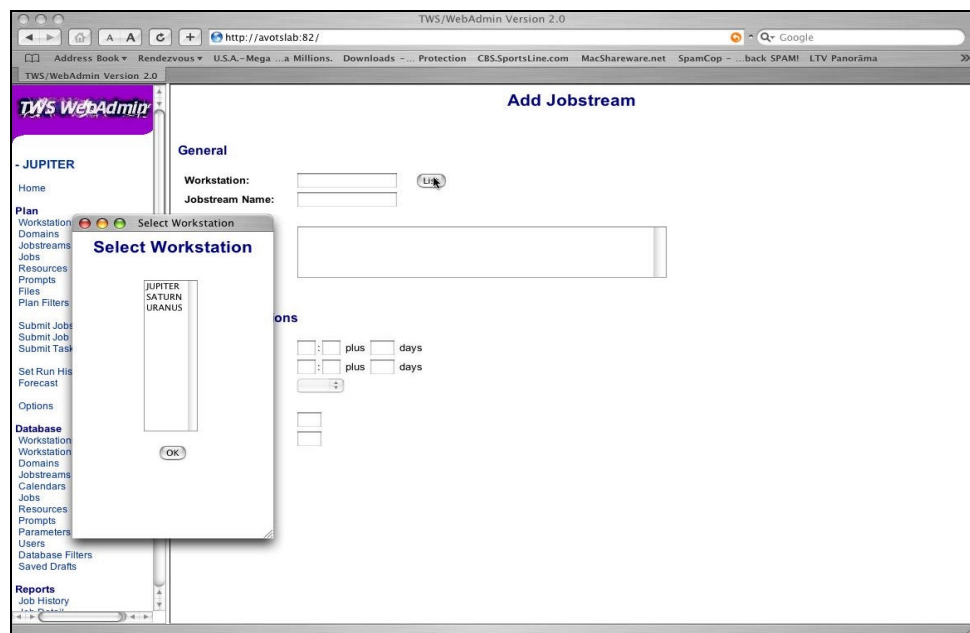 TWS/WebAdmin Version 2.0
A A + http://avotslab:82/ Google
Address Book Rendezvous U.S.A.-Mega ...a Millions. Downloads -... Protection CBS.SportsLine.com MacShareware.net SpamCop - ...back SPAM! LTV Panorāma
TWS/WebAdmin Version 2.0
TWS WebAdmin
- JUPITER
Home
Plan
Workstation
Domains
Jobstreams
Jobs
Resources
Prompts
Files
Plan Filters
Submit Jobs
Submit Job
Submit Task
Set Run His
Forecast
Options
Database
Workstation
Workstation
Domains
Jobstreams
Calendars
Jobs
Resources
Prompts
Parameters
Users
Database Filters
Saved Drafts
Reports
Job History
Select Workstation
Select Workstation
JUPITER
SATURN
URANUS
OK
Add Jobstream
General
Workstation:
Jobstream Name:
ons
: plus days
: plus days